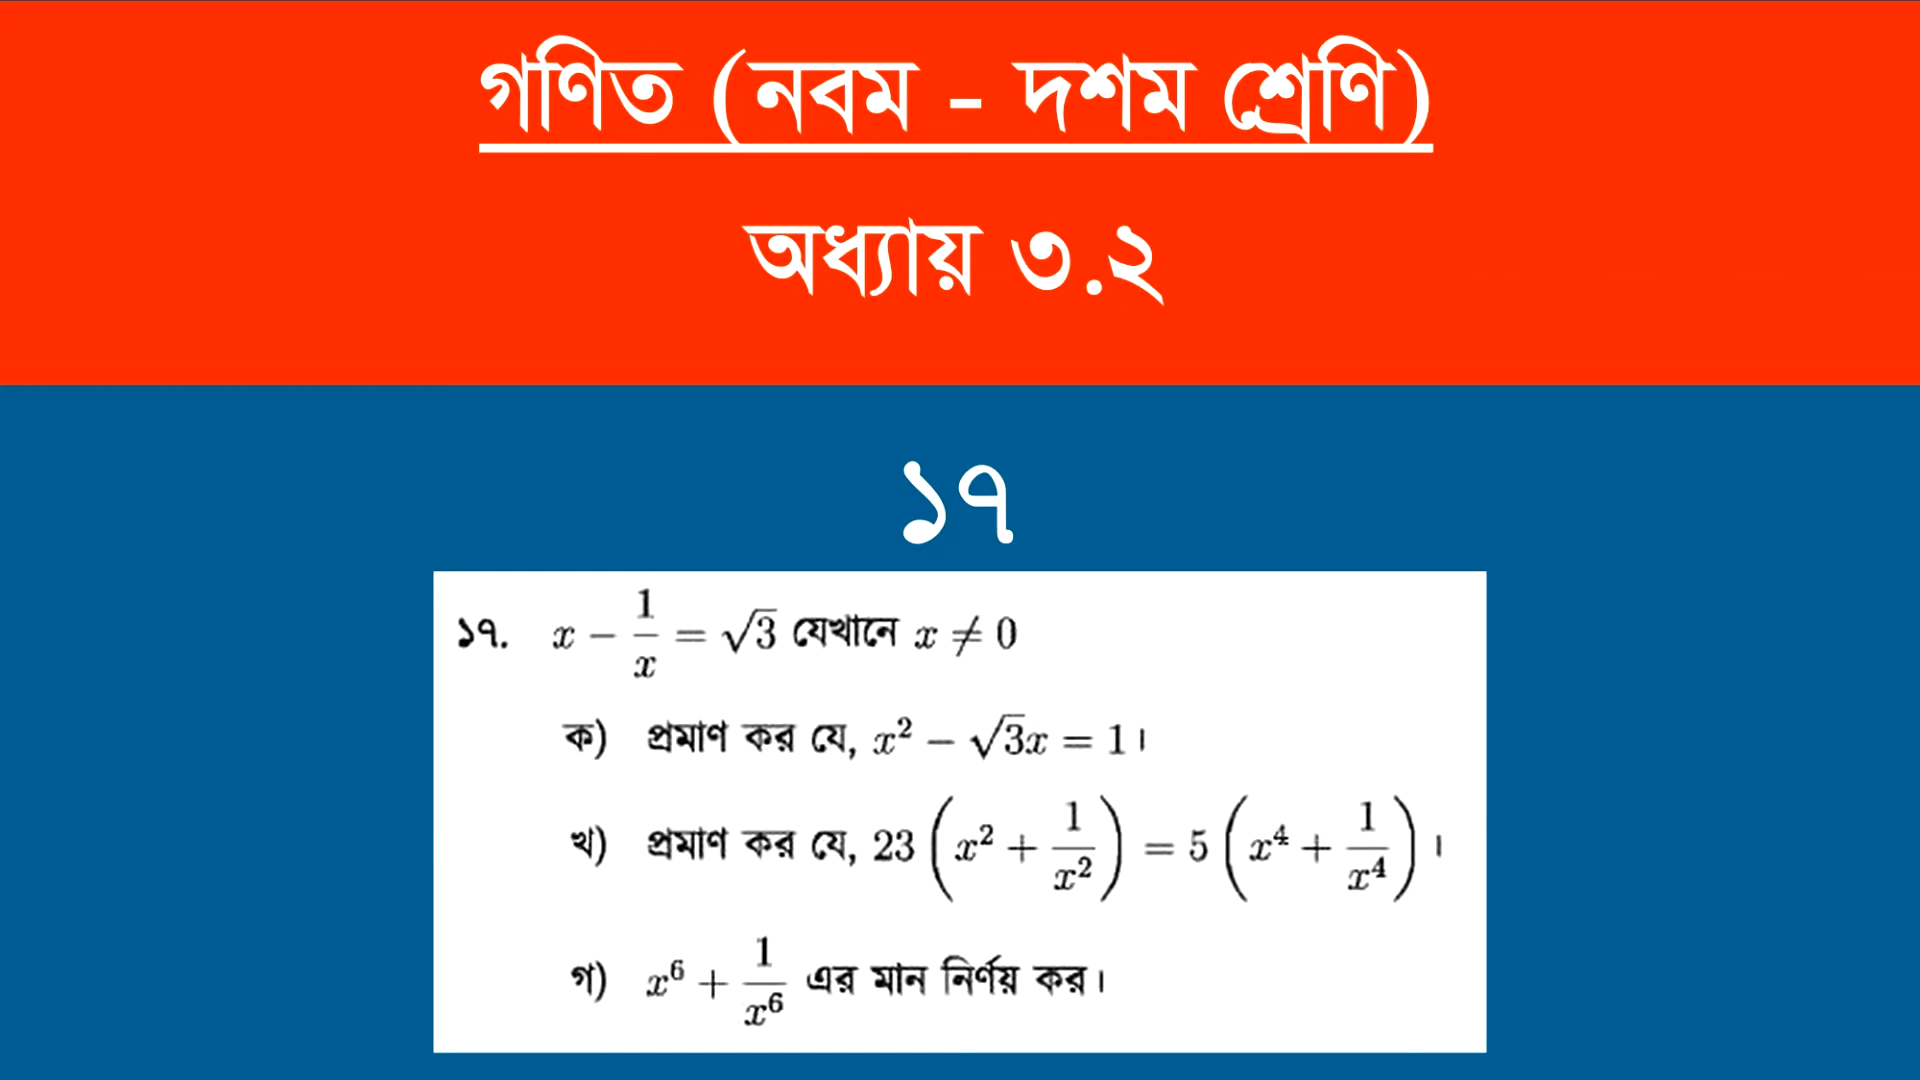 গণিত (নবম - দশম শ্রেণি)
অধ্যায় ৩.২
১৭
১৭. x − 1/x = √3 যেখানে x ≠ 0
ক) প্রমাণ কর যে, x² − √3x = 1।
খ) প্রমাণ কর যে, 23(x² + 1/x²) = 5(x⁴ + 1/x⁴)।
গ) x⁶ + 1/x⁶ এর মান নির্ণয় কর।